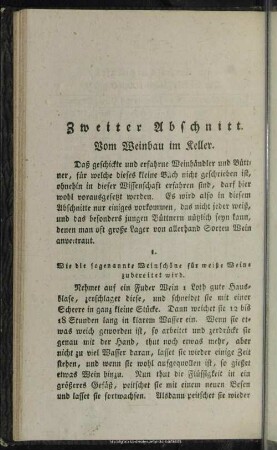 Zweiter Abschnitt.
Vom Weinbau im Keller.
Daß geschickte und erfahrne Weinhändler und Bütt-
ner, für welche dieses kleine Buch nicht geschrieben ist,
ohnehin in dieser Wissenschaft erfahren sind, darf hier
wohl vorausgesetzt werden. Es wird also in diesem
Abschnitte nur einiges vorkommen, das nicht jeder weiß,
und das besonders jungen Büttnern nützlich seyn kann,
denen man oft große Lager von allerhand Sorten Wein
anvertraut.
I.
Wie die sogenannte Weinschöne für weiße Weine
zubereitet wird.
Nehmet auf ein Fuder Wein 1 Loth gute Haus-
blase, zerschlaget diese, und schneidet sie mit einer
Scheere in ganz kleine Stücke. Dann weichet sie 12 bis
18 Stunden lang in klarem Wasser ein. Wenn sie et-
was weich geworden ist, so arbeitet und zerdrücke sie
genau mit der Hand, thut noch etwas mehr, aber
nicht zu viel Wasser daran, lasset sie wieder einige Zeit
stehen, und wenn sie wohl aufgequollen ist, so gießet
etwas Wein hinzu. Nun thut die Flüssigkeit in ein
größeres Gefäß, peitschet sie mit einem neuen Besen
und lasset sie fortwachsen. Alsdann peitschet sie wieder